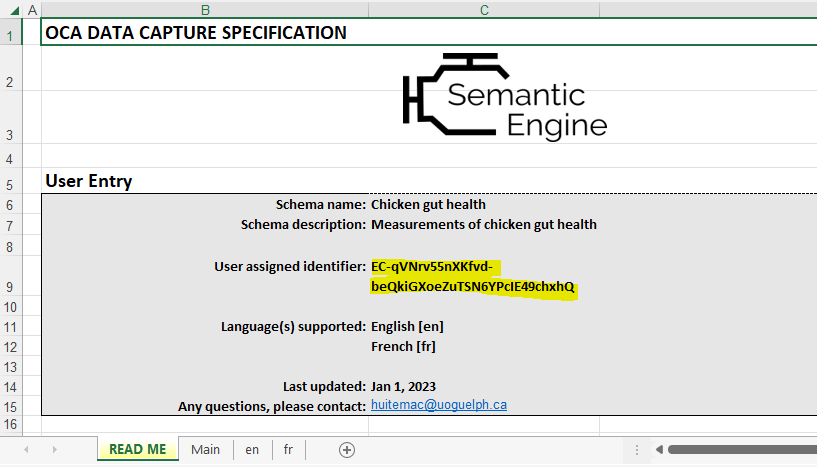 A B C
1 OCA DATA CAPTURE SPECIFICATION
2 Semantic
3 Engine
4
5 User Entry
6 Schema name: Chicken gut health
7 Schema description: Measurements of chicken gut health
8
User assigned identifier: EC-qVNrv55nXKfvd-
9 beQkiGXoeZuTSN6YPcIE49chxhQ
10
11 Language(s) supported: English [en]
12 French [fr]
13
14 Last updated: Jan 1, 2023
15 Any questions, please contact: huitemac@uoguelph.ca
16
READ ME Main en fr